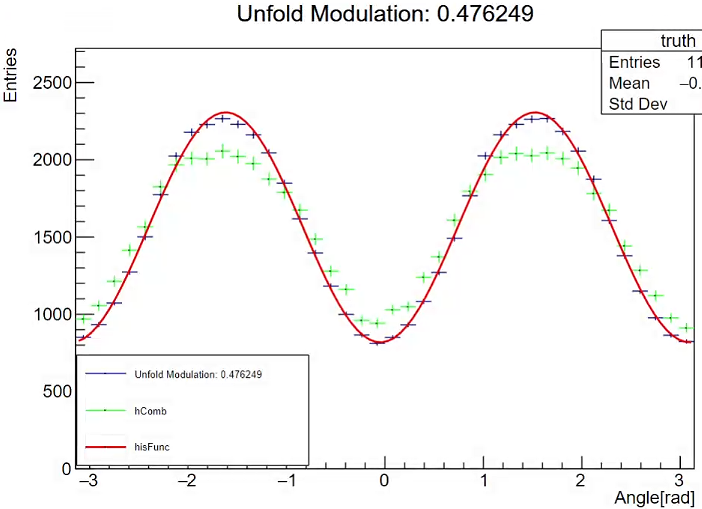 Unfold Modulation: 0.476249
truth
Entries 11
Mean −0.
Std Dev
Entries
2500
2000
1500
1000
500
0
Unfold Modulation: 0.476249
hComb
hisFunc
−3 −2 −1 0 1 2 3
Angle[rad]